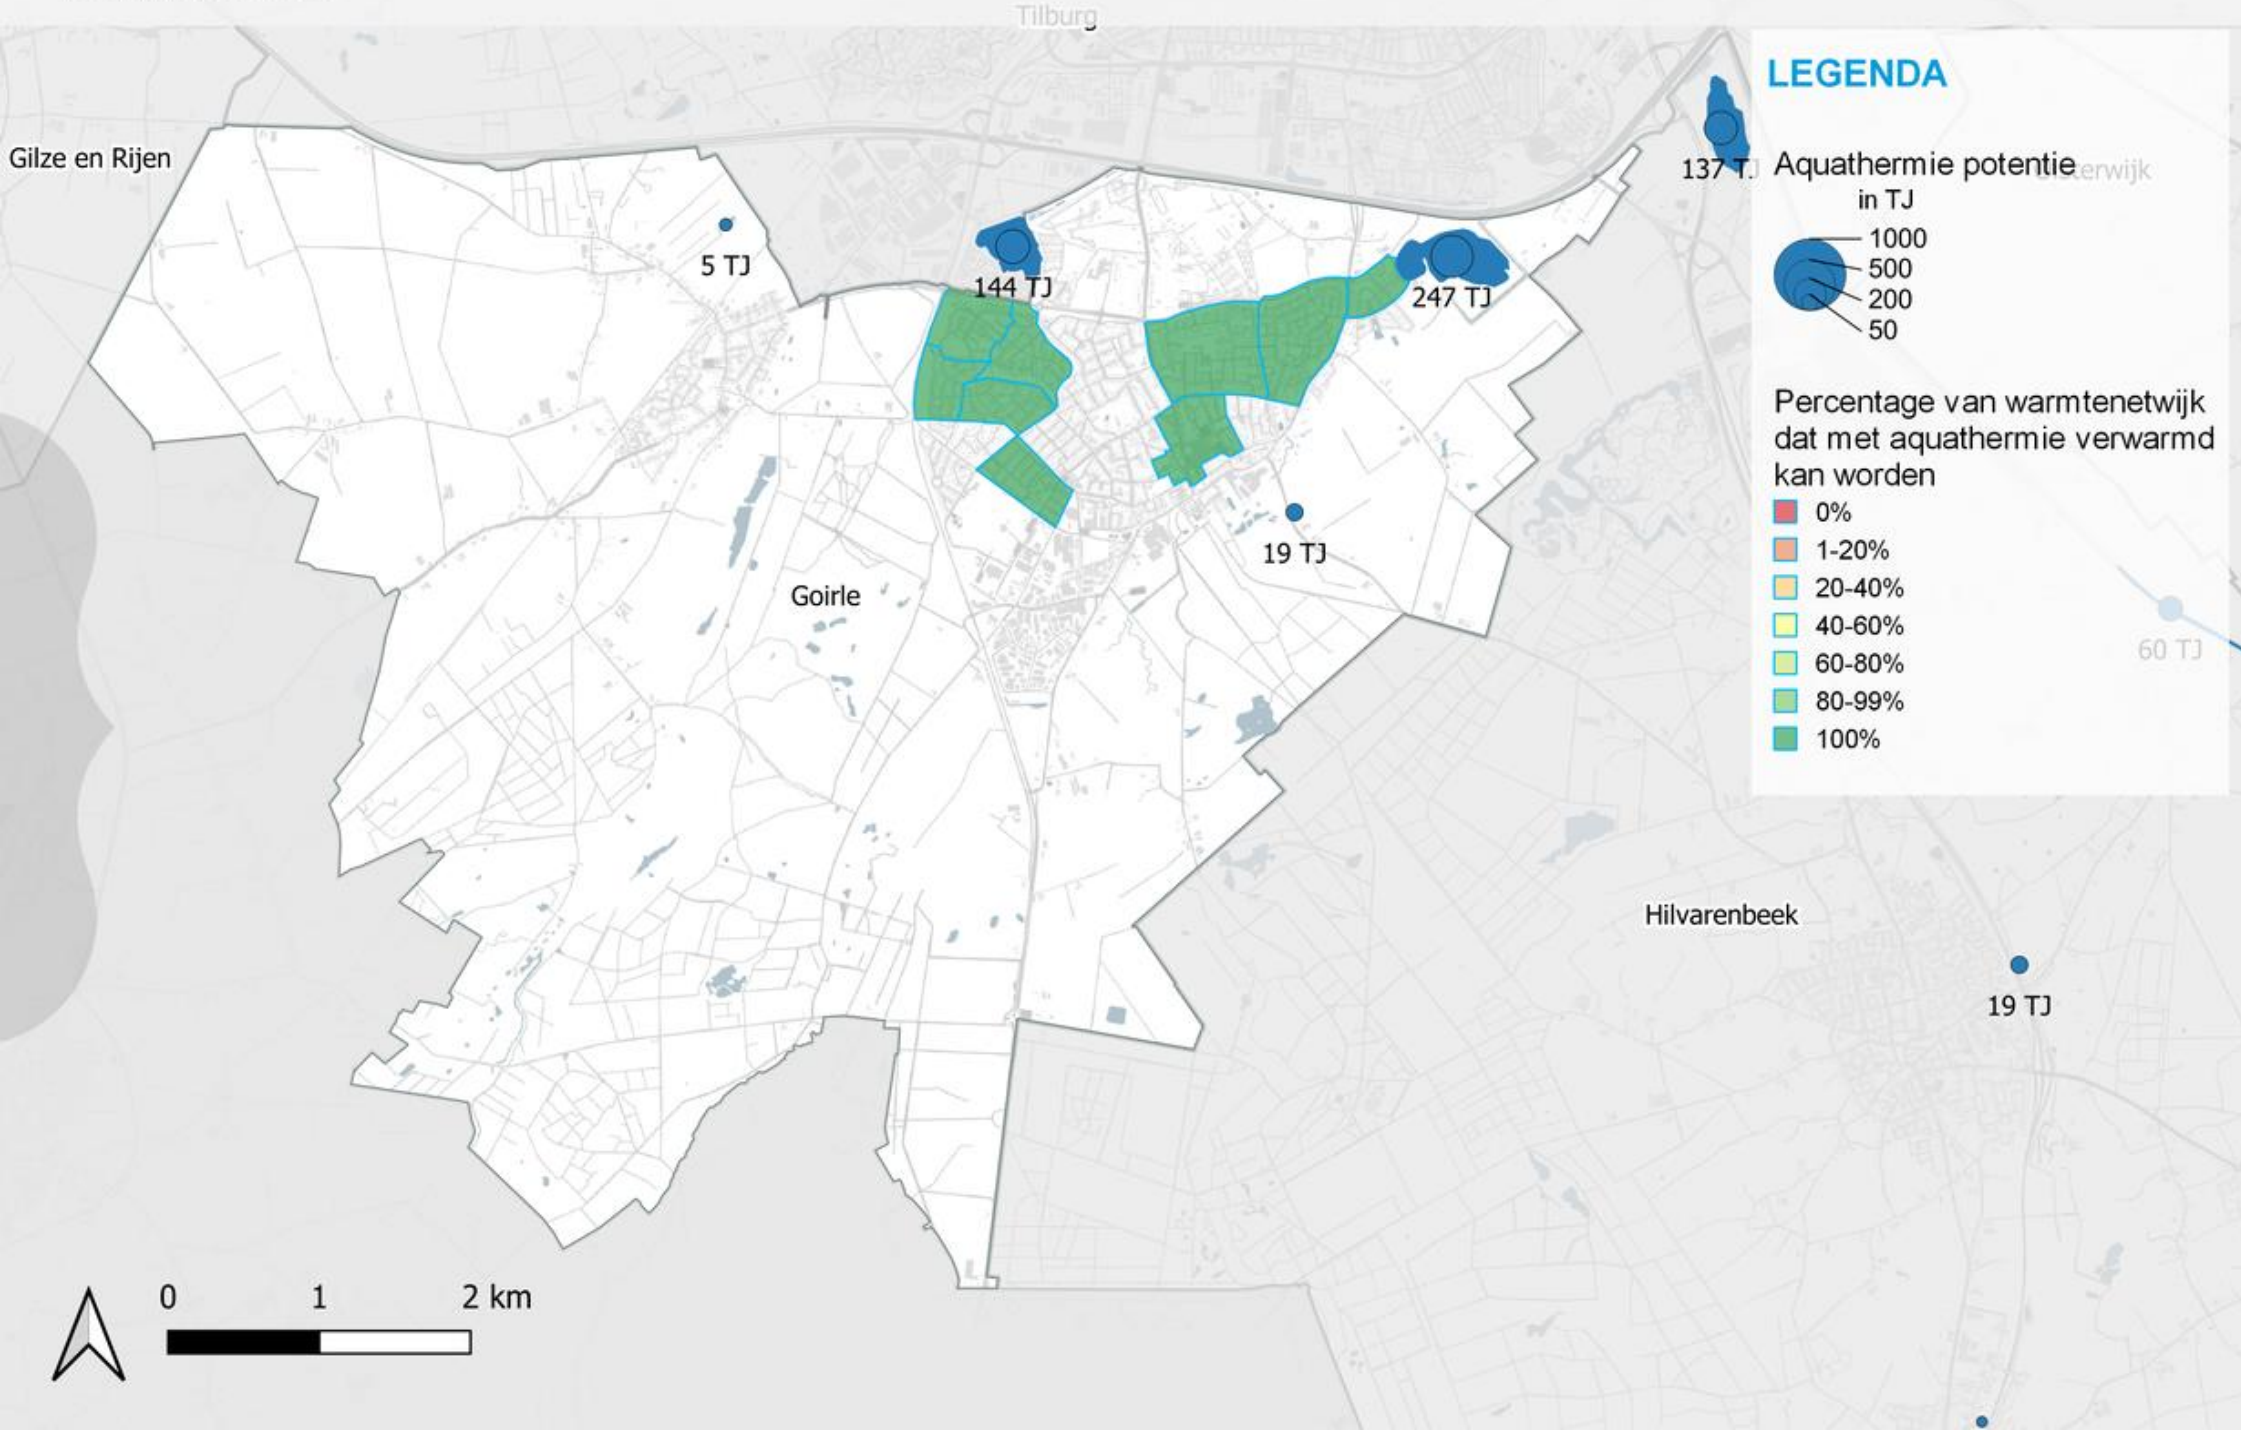 Tilburg
Gilze en Rijen
5 TJ
144 TJ
247 TJ
137 TJ
19 TJ
Goirle
Hilvarenbeek
19 TJ
60 TJ
LEGENDA
Aquathermie potentie
in TJ
1000
500
200
50
Percentage van warmtenetwijk
dat met aquathermie verwarmd
kan worden
0%
1-20%
20-40%
40-60%
60-80%
80-99%
100%
0 1 2 km